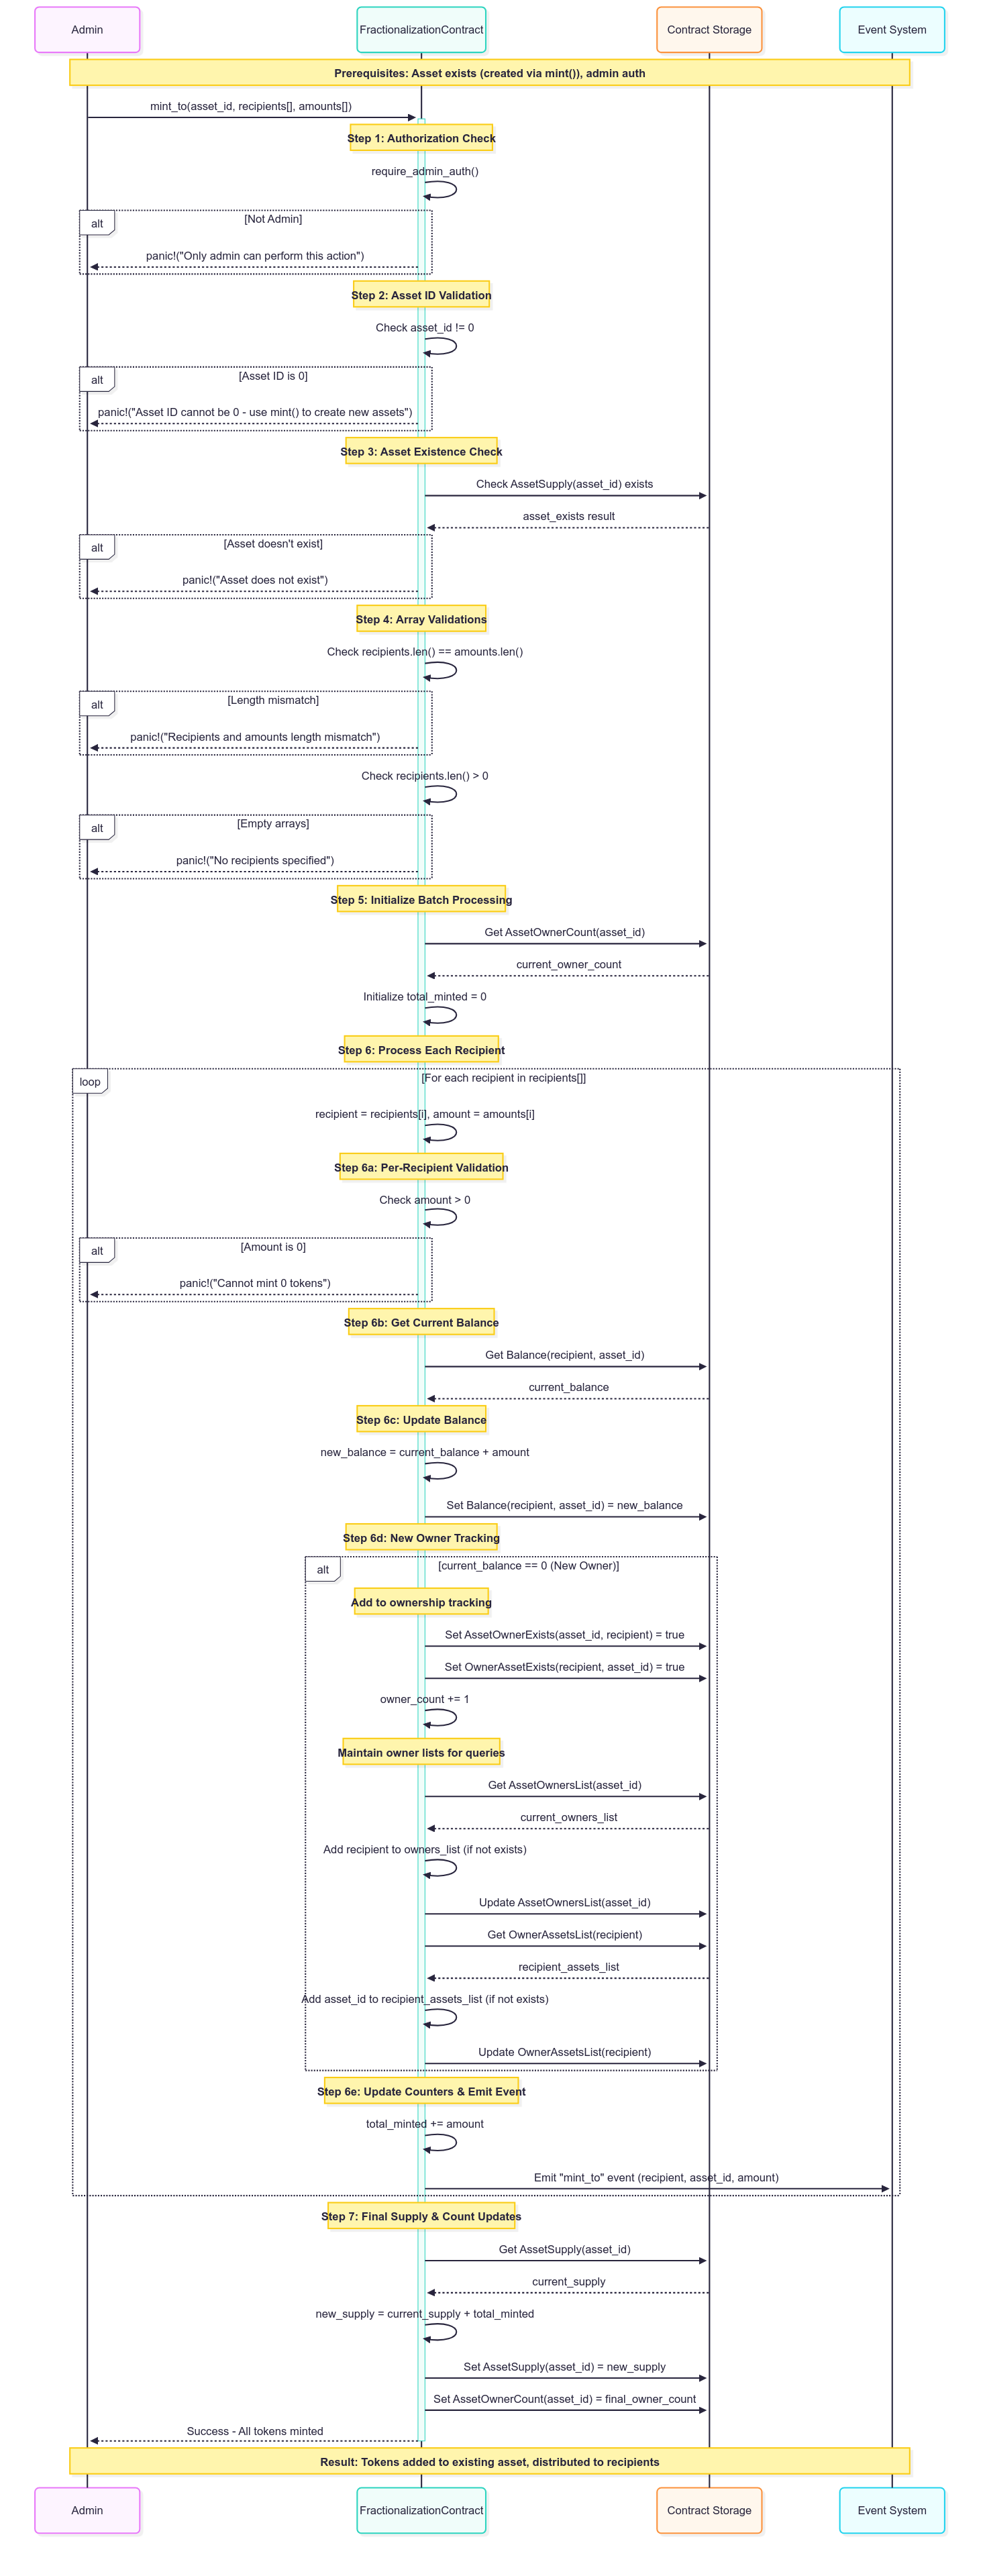 Admin
FractionalizationContract
Contract Storage
Event System
Prerequisites: Asset exists (created via mint()), admin auth
mint_to(asset_id, recipients[], amounts[])
Step 1: Authorization Check
require_admin_auth()
alt
[Not Admin]
panic!("Only admin can perform this action")
Step 2: Asset ID Validation
Check asset_id != 0
alt
[Asset ID is 0]
panic!("Asset ID cannot be 0 - use mint() to create new assets")
Step 3: Asset Existence Check
Check AssetSupply(asset_id) exists
asset_exists result
alt
[Asset doesn't exist]
panic!("Asset does not exist")
Step 4: Array Validations
Check recipients.len() == amounts.len()
alt
[Length mismatch]
panic!("Recipients and amounts length mismatch")
Check recipients.len() > 0
alt
[Empty arrays]
panic!("No recipients specified")
Step 5: Initialize Batch Processing
Get AssetOwnerCount(asset_id)
current_owner_count
Initialize total_minted = 0
Step 6: Process Each Recipient
loop
[For each recipient in recipients[]]
recipient = recipients[i], amount = amounts[i]
Step 6a: Per-Recipient Validation
Check amount > 0
alt
[Amount is 0]
panic!("Cannot mint 0 tokens")
Step 6b: Get Current Balance
Get Balance(recipient, asset_id)
current_balance
Step 6c: Update Balance
new_balance = current_balance + amount
Set Balance(recipient, asset_id) = new_balance
Step 6d: New Owner Tracking
alt
[current_balance == 0 (New Owner)]
Add to ownership tracking
Set AssetOwnerExists(asset_id, recipient) = true
Set OwnerAssetExists(recipient, asset_id) = true
owner_count += 1
Maintain owner lists for queries
Get AssetOwnersList(asset_id)
current_owners_list
Add recipient to owners_list (if not exists)
Update AssetOwnersList(asset_id)
Get OwnerAssetsList(recipient)
recipient_assets_list
Add asset_id to recipient_assets_list (if not exists)
Update OwnerAssetsList(recipient)
Step 6e: Update Counters & Emit Event
total_minted += amount
Emit "mint_to" event (recipient, asset_id, amount)
Step 7: Final Supply & Count Updates
Get AssetSupply(asset_id)
current_supply
new_supply = current_supply + total_minted
Set AssetSupply(asset_id) = new_supply
Set AssetOwnerCount(asset_id) = final_owner_count
Success - All tokens minted
Result: Tokens added to existing asset, distributed to recipients
Admin
FractionalizationContract
Contract Storage
Event System